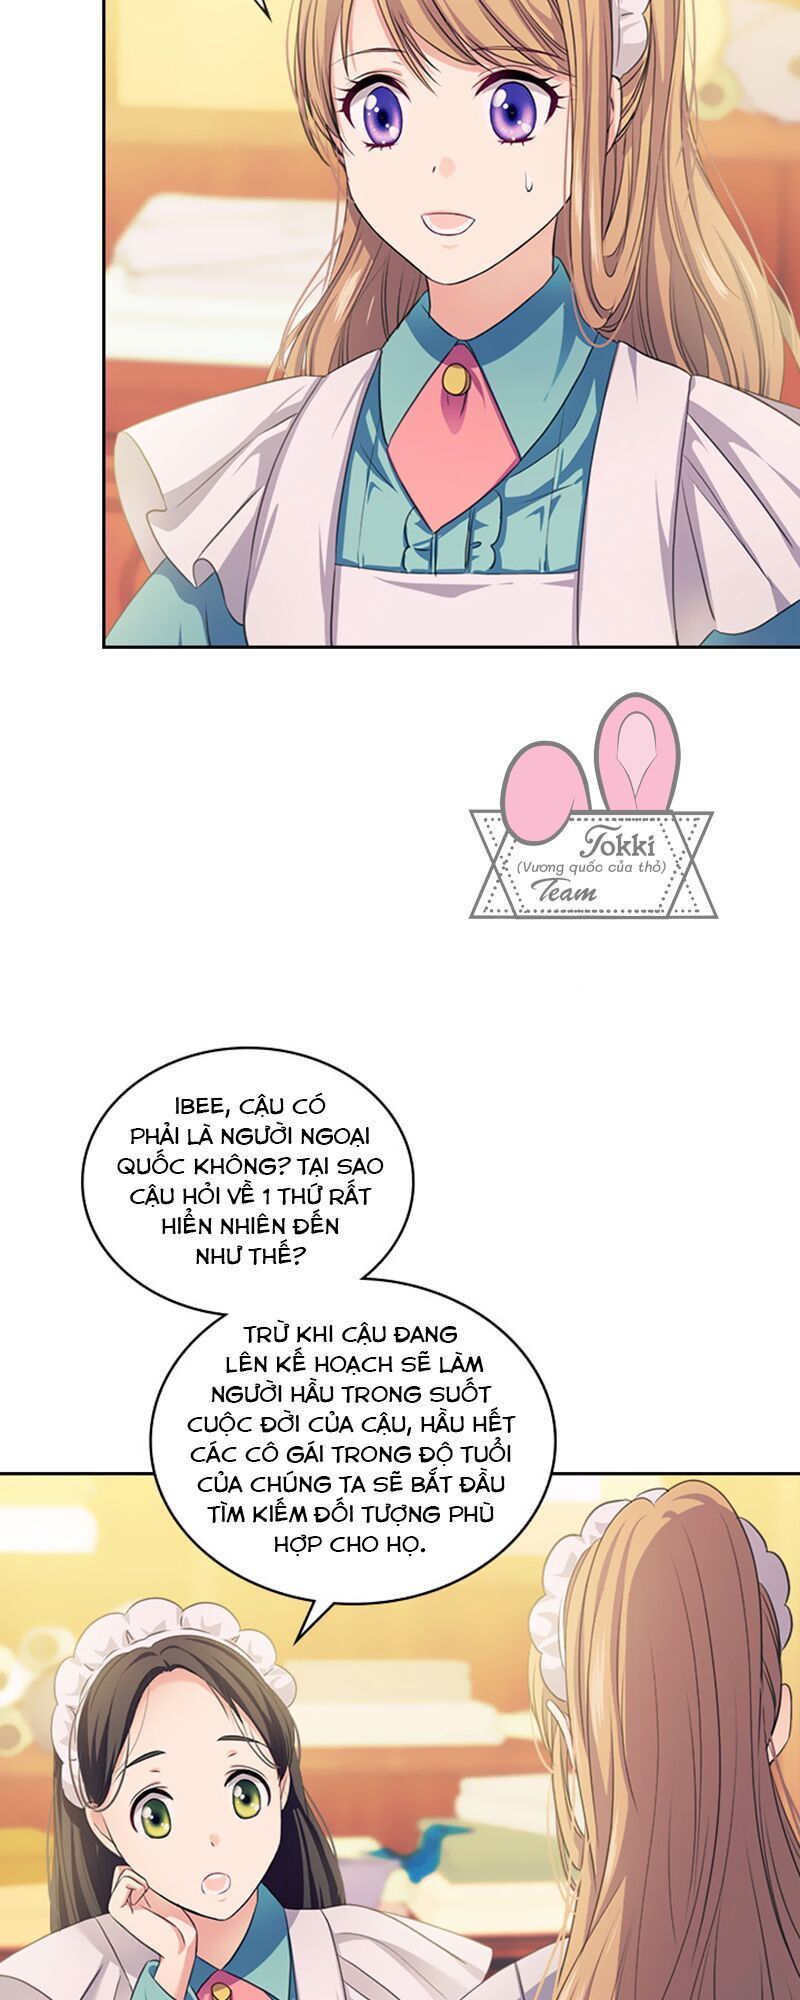 Tokki
(Vương quốc của thỏ)
Team
IBEE, CẬU CÓ
PHẢI LÀ NGƯỜI NGOẠI
QUỐC KHÔNG? TẠI SAO
CẬU HỎI VỀ 1 THỨ RẤT
HIỂN NHIÊN ĐẾN
NHƯ THẾ?
TRỪ KHI CẬU ĐANG
LÊN KẾ HOẠCH SẼ LÀM
NGƯỜI HẦU TRONG SUỐT
CUỘC ĐỜI CỦA CẬU, HẦU HẾT
CÁC CÔ GÁI TRONG ĐỘ TUỔI
CỦA CHÚNG TA SẼ BẮT ĐẦU
TÌM KIẾM ĐỐI TƯỢNG PHÙ
HỢP CHO HỌ.